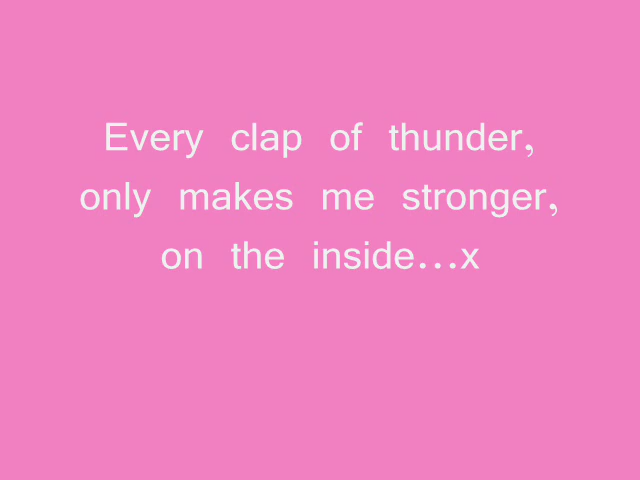 Every clap of thunder,
only makes me stronger,
on the inside...x